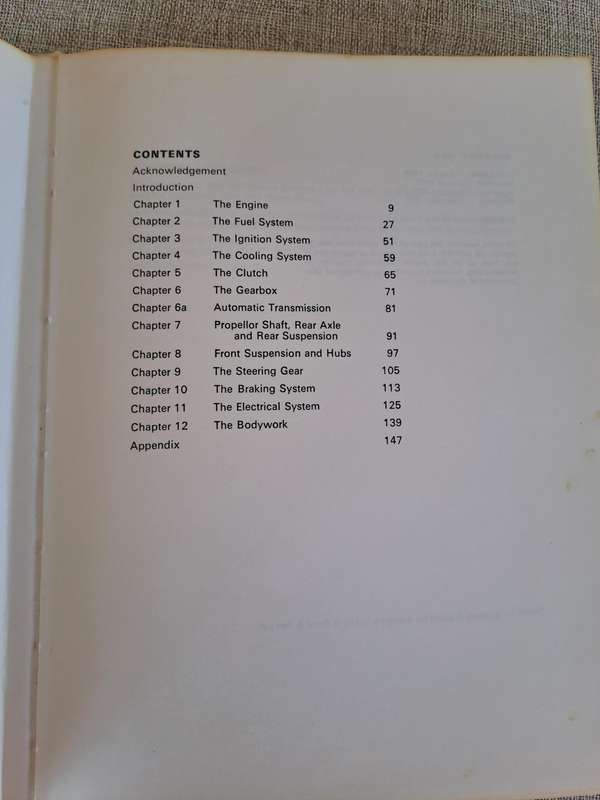 CONTENTS
Acknowledgement
Introduction
Chapter 1 The Engine 9
Chapter 2 The Fuel System 27
Chapter 3 The Ignition System 51
Chapter 4 The Cooling System 59
Chapter 5 The Clutch 65
Chapter 6 The Gearbox 71
Chapter 6a Automatic Transmission 81
Chapter 7 Propellor Shaft, Rear Axle
and Rear Suspension 91
Chapter 8 Front Suspension and Hubs 97
Chapter 9 The Steering Gear 105
Chapter 10 The Braking System 113
Chapter 11 The Electrical System 125
Chapter 12 The Bodywork 139
Appendix 147